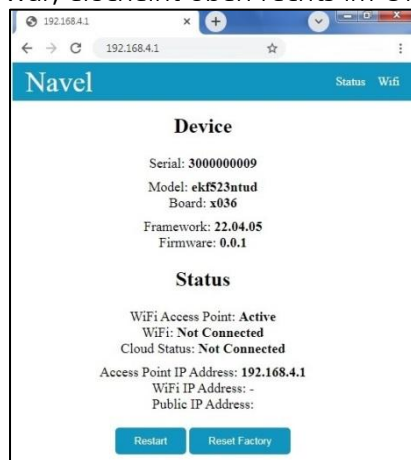 192.168.4.1
192.168.4.1
Navel Status Wifi
Device
Serial: 3000000009
Model: ekf523ntud
Board: x036
Framework: 22.04.05
Firmware: 0.0.1
Status
WiFi Access Point: Active
WiFi: Not Connected
Cloud Status: Not Connected
Access Point IP Address: 192.168.4.1
WiFi IP Address: -
Public IP Address:
Restart Reset Factory